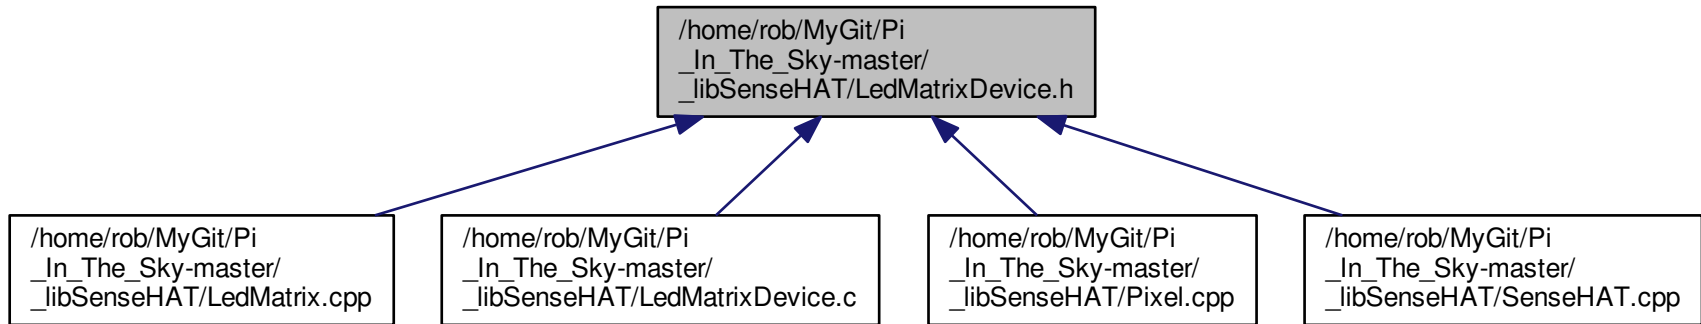 /home/rob/MyGit/Pi
_In_The_Sky-master/
_libSenseHAT/LedMatrixDevice.h
/home/rob/MyGit/Pi
_In_The_Sky-master/
_libSenseHAT/LedMatrix.cpp
/home/rob/MyGit/Pi
_In_The_Sky-master/
_libSenseHAT/LedMatrixDevice.c
/home/rob/MyGit/Pi
_In_The_Sky-master/
_libSenseHAT/Pixel.cpp
/home/rob/MyGit/Pi
_In_The_Sky-master/
_libSenseHAT/SenseHAT.cpp